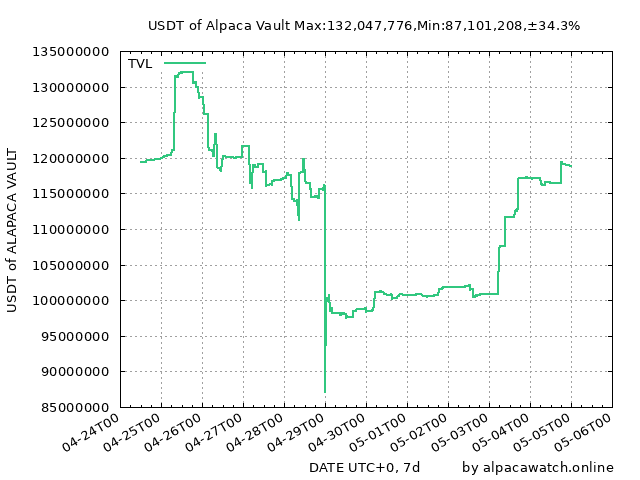 USDT of Alpaca Vault Max:132,047,776,Min:87,101,208,±34.3%
TVL
135000000
130000000
125000000
120000000
115000000
110000000
105000000
100000000
95000000
90000000
85000000
USDT of ALAPACA VAULT
04-24T00
04-25T00
04-26T00
04-27T00
04-28T00
04-29T00
04-30T00
05-01T00
05-02T00
05-03T00
05-04T00
05-05T00
05-06T00
DATE UTC+0, 7d
by alpacawatch.online